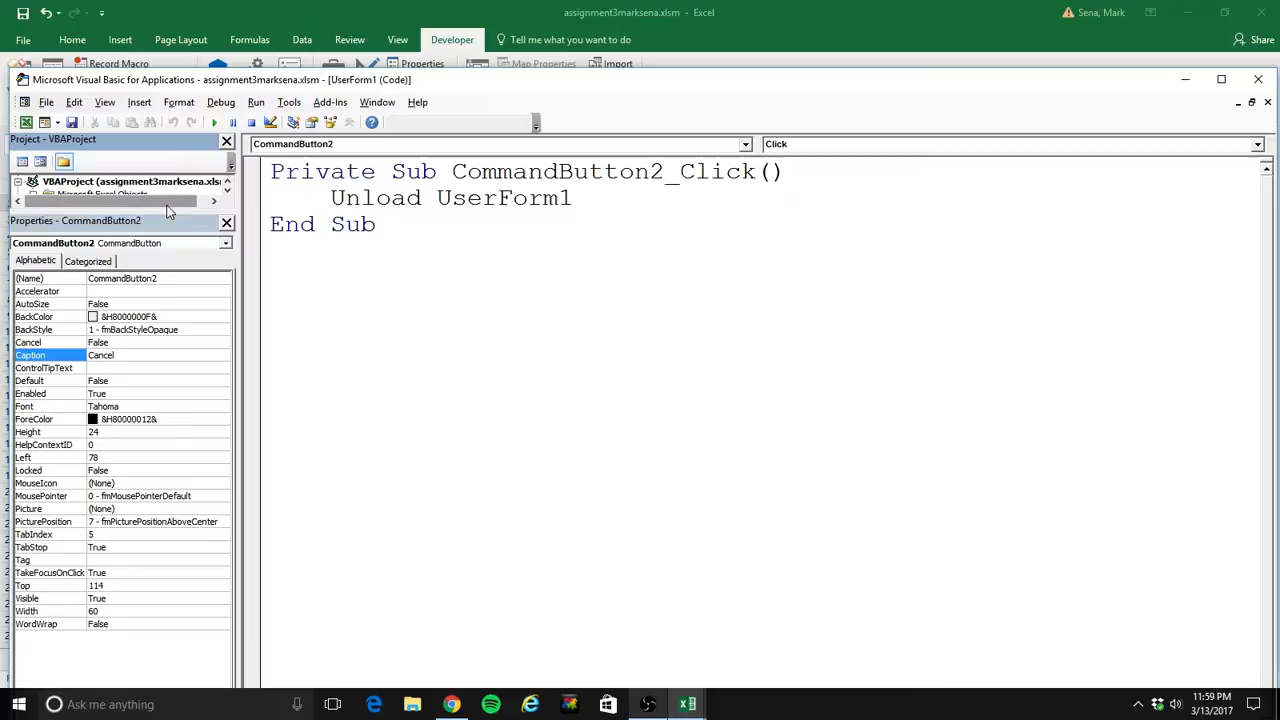 assignment3marksena.xlsm - Excel
Sena, Mark
File Home Insert Page Layout Formulas Data Review View Developer Tell me what you want to do Share
Record Macro Properties Map Properties Import
Microsoft Visual Basic for Applications - assignment3marksena.xlsm - [UserForm1 (Code)]
File Edit View Insert Format Debug Run Tools Add-Ins Window Help
Project - VBAProject
VBAProject (assignment3marksena.xlsm
Microsoft Excel Objects
CommandButton2 Click
Private Sub CommandButton2_Click()
Unload UserForm1
End Sub
Properties - CommandButton2
CommandButton2 CommandButton
Alphabetic Categorized
(Name) CommandButton2
Accelerator
AutoSize False
BackColor &H8000000F&
BackStyle 1 - fmBackStyleOpaque
Cancel False
Caption Cancel
ControlTipText
Default False
Enabled True
Font Tahoma
ForeColor &H80000012&
Height 24
HelpContextID 0
Left 78
Locked False
MouseIcon (None)
MousePointer 0 - fmMousePointerDefault
Picture (None)
PicturePosition 7 - fmPicturePositionAboveCenter
TabIndex 5
TabStop True
Tag
TakeFocusOnClick True
Top 114
Visible True
Width 60
WordWrap False
Ask me anything
11:59 PM
3/13/2017